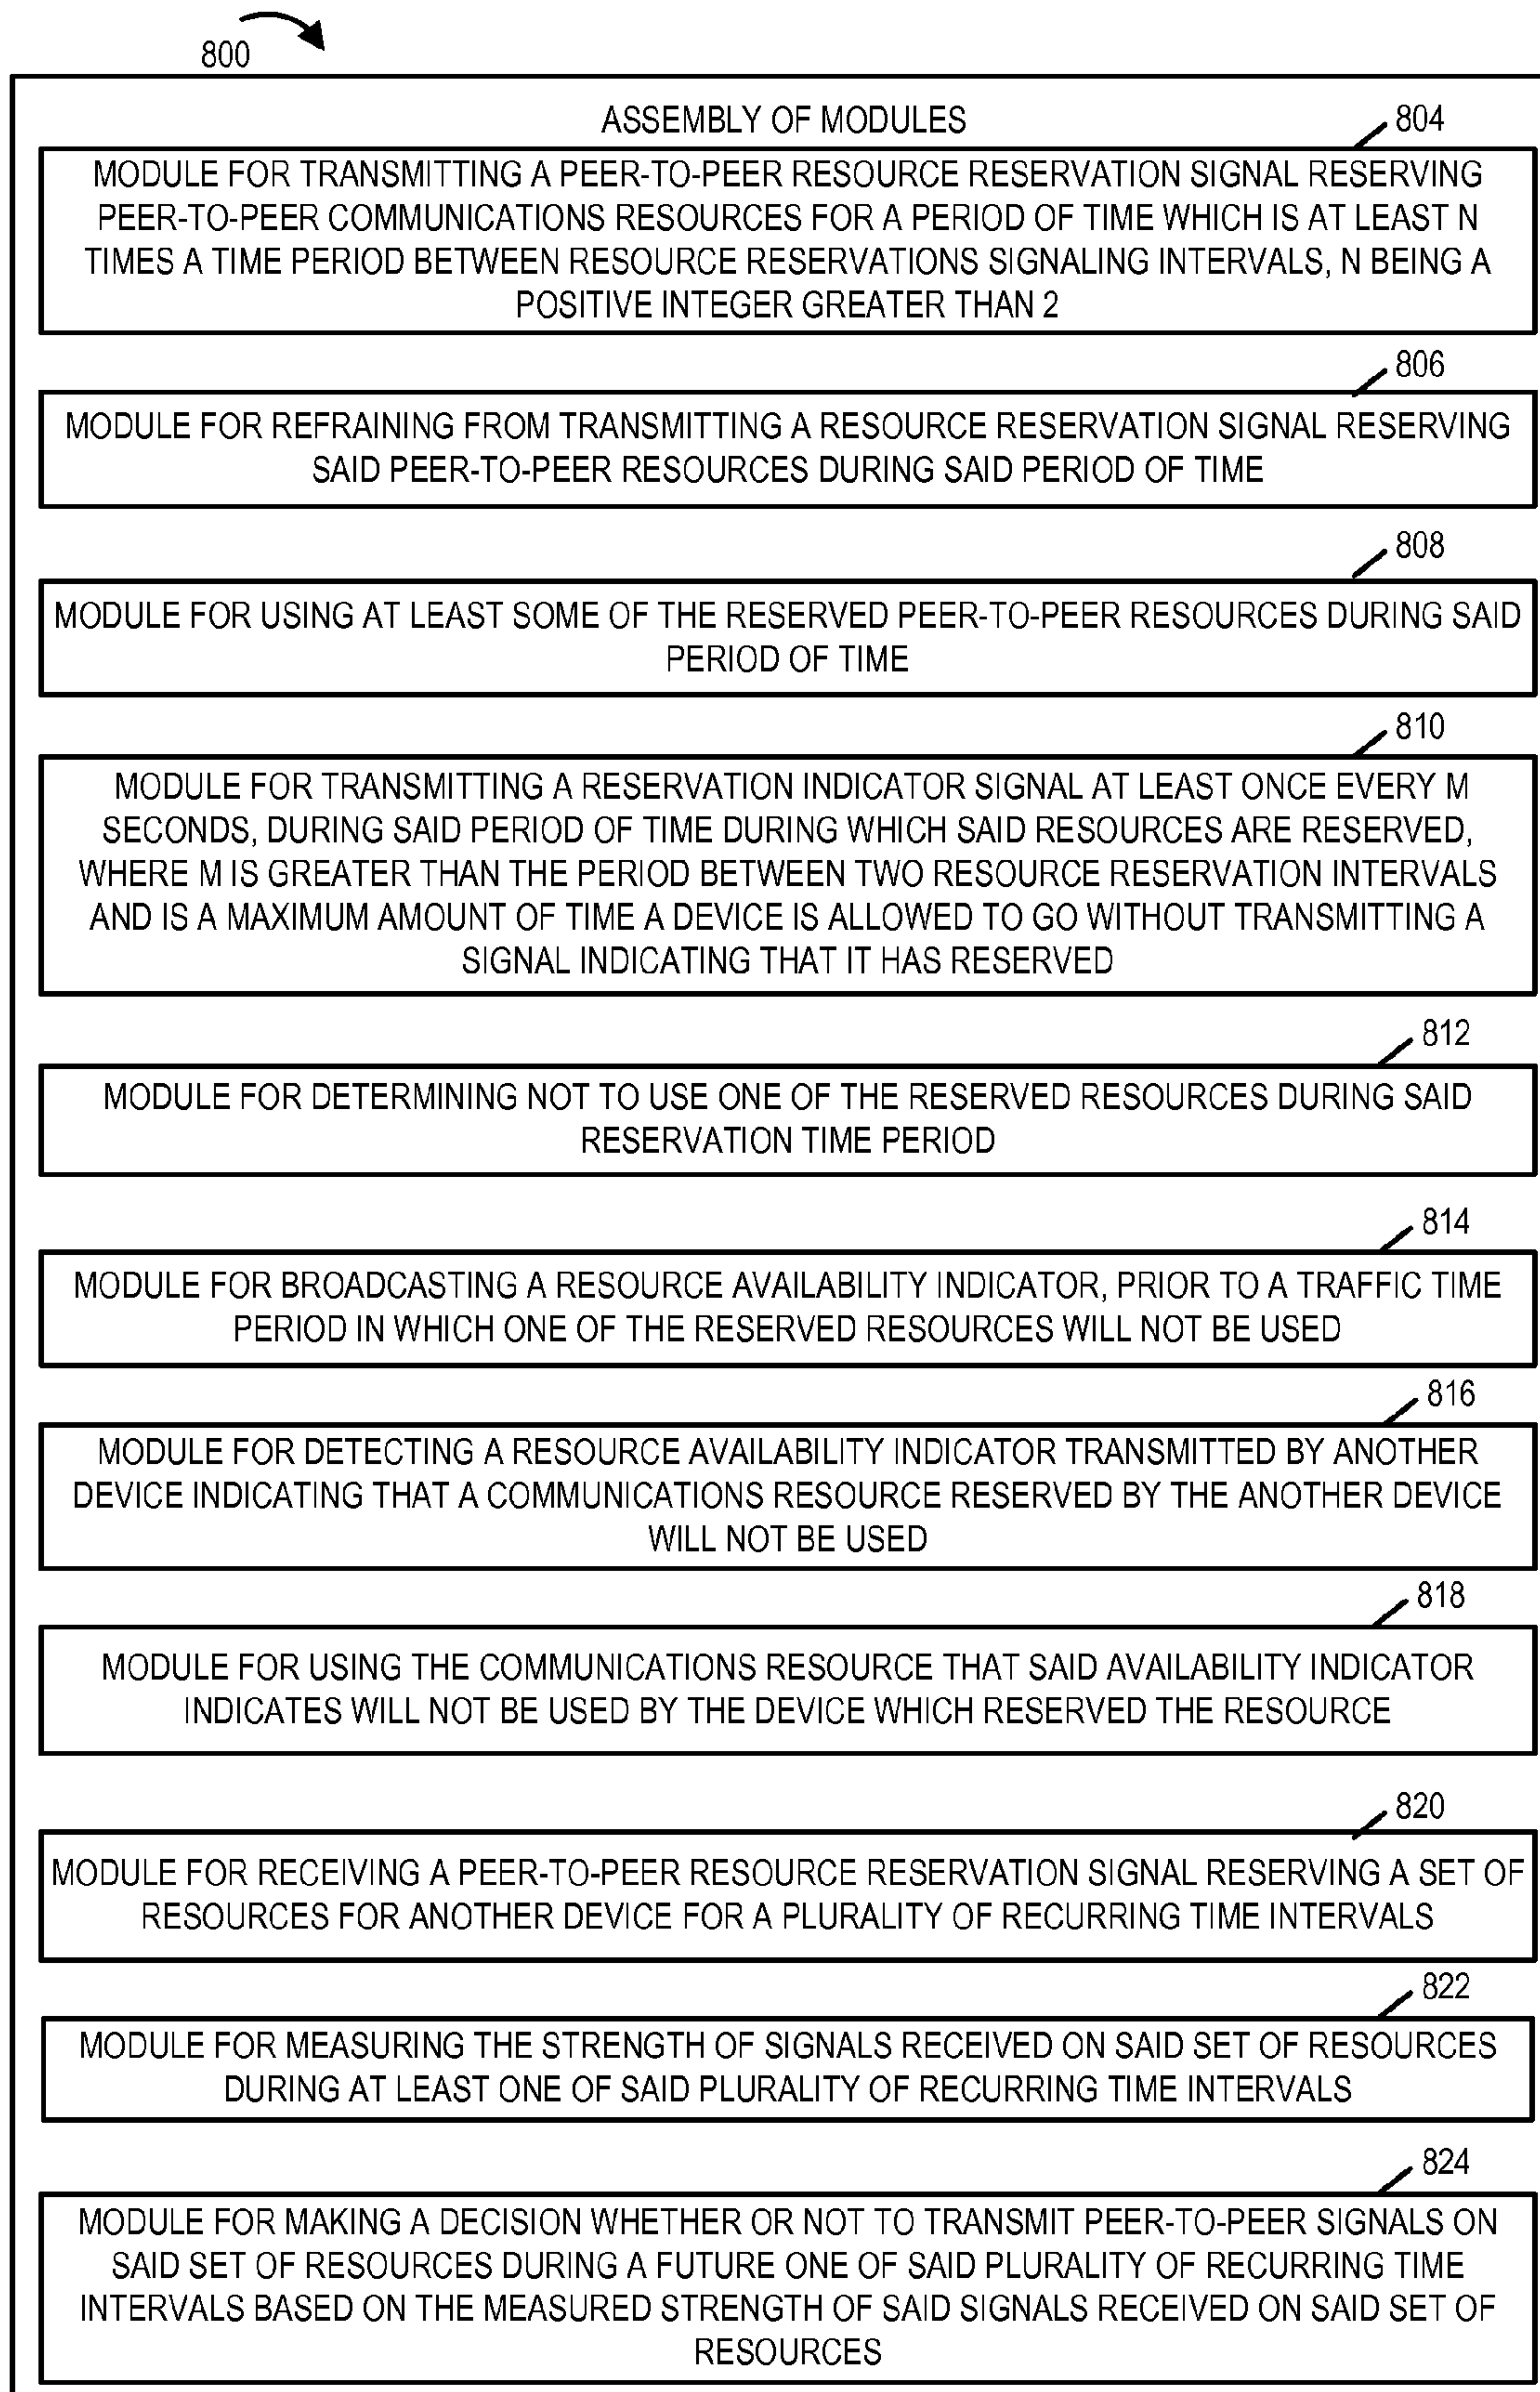 800
ASSEMBLY OF MODULES
804
MODULE FOR TRANSMITTING A PEER-TO-PEER RESOURCE RESERVATION SIGNAL RESERVING
PEER-TO-PEER COMMUNICATIONS RESOURCES FOR A PERIOD OF TIME WHICH IS AT LEAST N
TIMES A TIME PERIOD BETWEEN RESOURCE RESERVATIONS SIGNALING INTERVALS, N BEING A
POSITIVE INTEGER GREATER THAN 2
806
MODULE FOR REFRAINING FROM TRANSMITTING A RESOURCE RESERVATION SIGNAL RESERVING
SAID PEER-TO-PEER RESOURCES DURING SAID PERIOD OF TIME
808
MODULE FOR USING AT LEAST SOME OF THE RESERVED PEER-TO-PEER RESOURCES DURING SAID
PERIOD OF TIME
810
MODULE FOR TRANSMITTING A RESERVATION INDICATOR SIGNAL AT LEAST ONCE EVERY M
SECONDS, DURING SAID PERIOD OF TIME DURING WHICH SAID RESOURCES ARE RESERVED,
WHERE M IS GREATER THAN THE PERIOD BETWEEN TWO RESOURCE RESERVATION INTERVALS
AND IS A MAXIMUM AMOUNT OF TIME A DEVICE IS ALLOWED TO GO WITHOUT TRANSMITTING A
SIGNAL INDICATING THAT IT HAS RESERVED
812
MODULE FOR DETERMINING NOT TO USE ONE OF THE RESERVED RESOURCES DURING SAID
RESERVATION TIME PERIOD
814
MODULE FOR BROADCASTING A RESOURCE AVAILABILITY INDICATOR, PRIOR TO A TRAFFIC TIME
PERIOD IN WHICH ONE OF THE RESERVED RESOURCES WILL NOT BE USED
816
MODULE FOR DETECTING A RESOURCE AVAILABILITY INDICATOR TRANSMITTED BY ANOTHER
DEVICE INDICATING THAT A COMMUNICATIONS RESOURCE RESERVED BY THE ANOTHER DEVICE
WILL NOT BE USED
818
MODULE FOR USING THE COMMUNICATIONS RESOURCE THAT SAID AVAILABILITY INDICATOR
INDICATES WILL NOT BE USED BY THE DEVICE WHICH RESERVED THE RESOURCE
820
MODULE FOR RECEIVING A PEER-TO-PEER RESOURCE RESERVATION SIGNAL RESERVING A SET OF
RESOURCES FOR ANOTHER DEVICE FOR A PLURALITY OF RECURRING TIME INTERVALS
822
MODULE FOR MEASURING THE STRENGTH OF SIGNALS RECEIVED ON SAID SET OF RESOURCES
DURING AT LEAST ONE OF SAID PLURALITY OF RECURRING TIME INTERVALS
824
MODULE FOR MAKING A DECISION WHETHER OR NOT TO TRANSMIT PEER-TO-PEER SIGNALS ON
SAID SET OF RESOURCES DURING A FUTURE ONE OF SAID PLURALITY OF RECURRING TIME
INTERVALS BASED ON THE MEASURED STRENGTH OF SAID SIGNALS RECEIVED ON SAID SET OF
RESOURCES